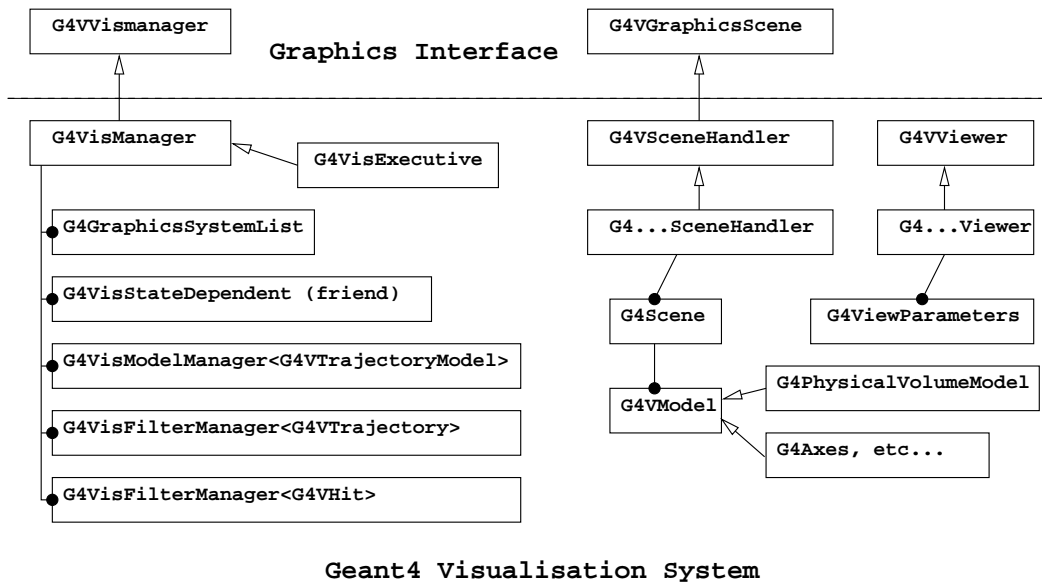 G4VVismanager
Graphics Interface
G4VGraphicsScene
G4VisManager
G4VSceneHandler
G4VViewer
G4VisExecutive
G4GraphicsSystemList
G4...SceneHandler
G4...Viewer
G4VisStateDependent (friend)
G4Scene
G4ViewParameters
G4VisModelManager<G4VTrajectoryModel>
G4PhysicalVolumeModel
G4VModel
G4VisFilterManager<G4VTrajectory>
G4Axes, etc...
G4VisFilterManager<G4VHit>
Geant4 Visualisation System